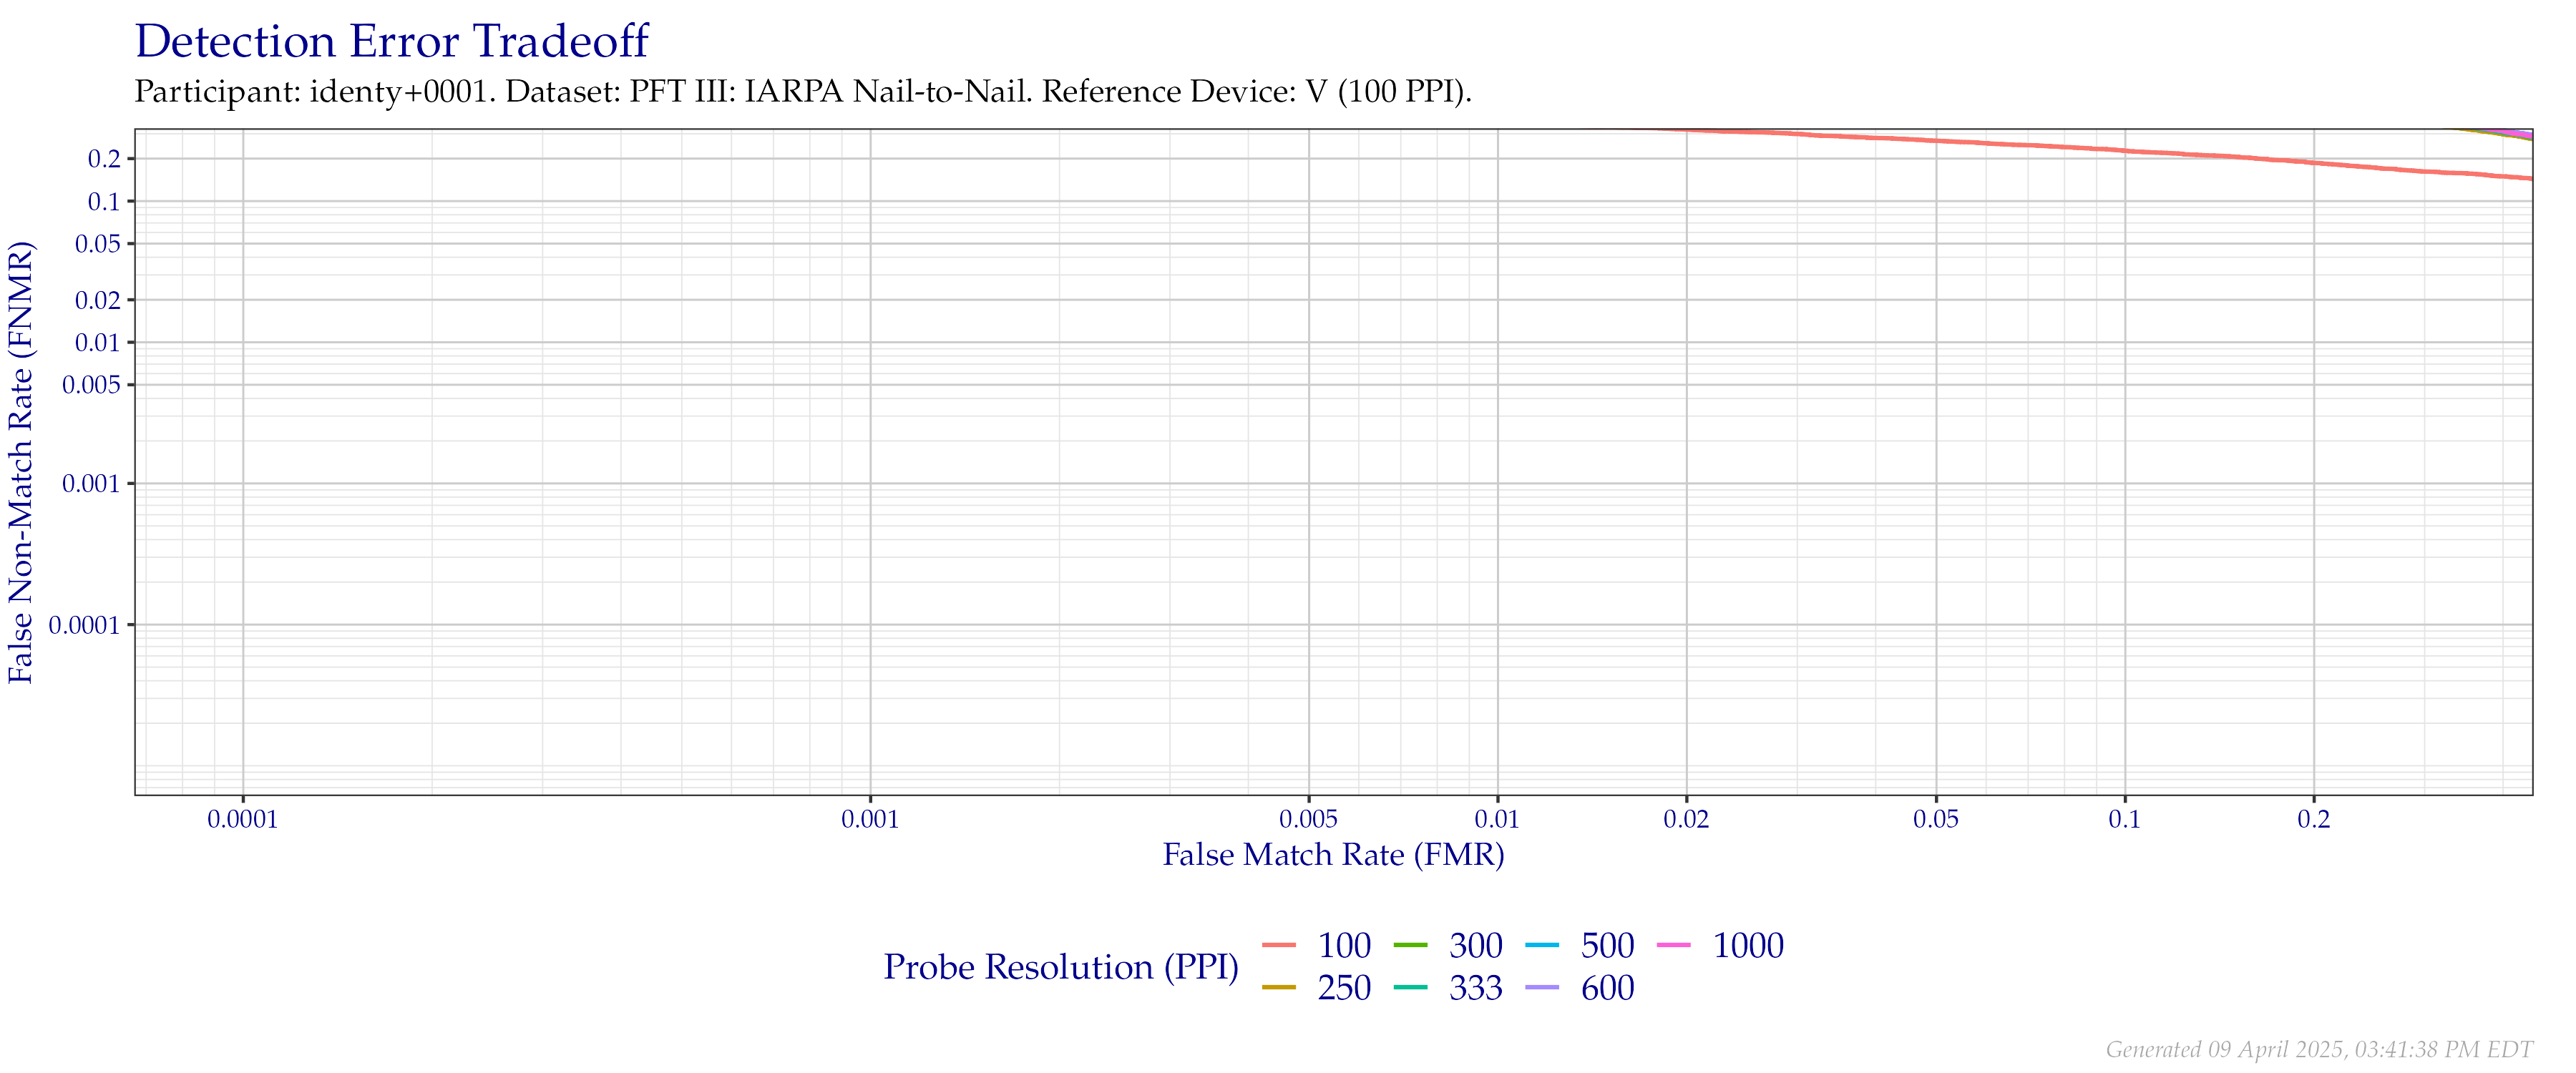 Detection Error Tradeoff
Participant: identy+0001. Dataset: PFT III: IARPA Nail-to-Nail. Reference Device: V (100 PPI).
False Non-Match Rate (FNMR)
0.2
0.1
0.05
0.02
0.01
0.005
0.001
0.0001
0.0001 0.001 0.005 0.01 0.02 0.05 0.1 0.2
False Match Rate (FMR)
Probe Resolution (PPI)
100 300 500 1000
250 333 600
Generated 09 April 2025, 03:41:38 PM EDT